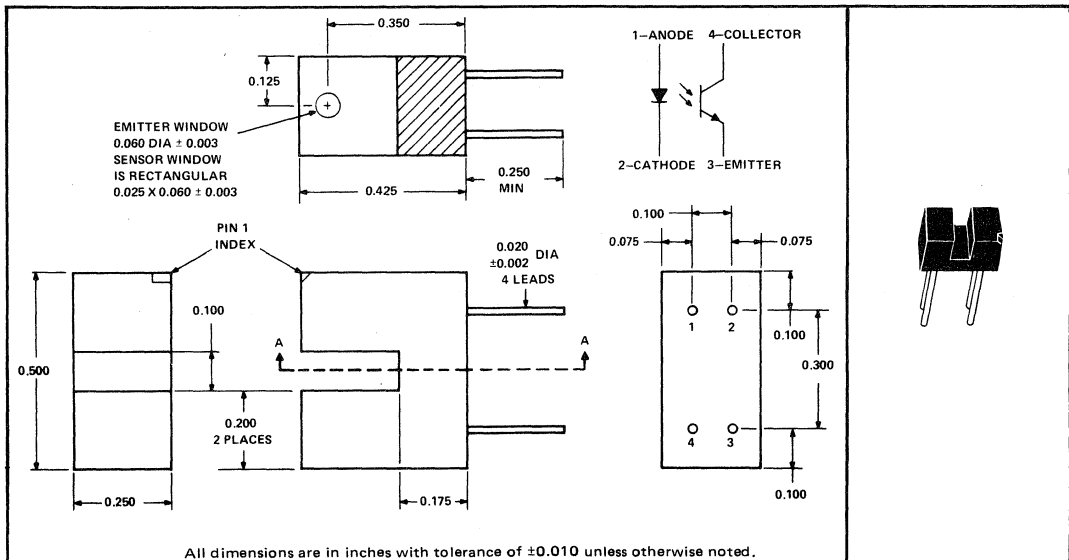 0.350
1–ANODE 4–COLLECTOR
0.125
EMITTER WINDOW
0.060 DIA ± 0.003
SENSOR WINDOW
IS RECTANGULAR
0.025 X 0.060 ± 0.003
2–CATHODE 3–EMITTER
0.250
MIN
0.425
0.100
PIN 1
INDEX
0.075
0.075
0.020
±0.002 DIA
4 LEADS
0.100
1 2
0.100
A A
0.500
0.300
0.200
2 PLACES
4 3
0.250
0.175
0.100
All dimensions are in inches with tolerance of ±0.010 unless otherwise noted.